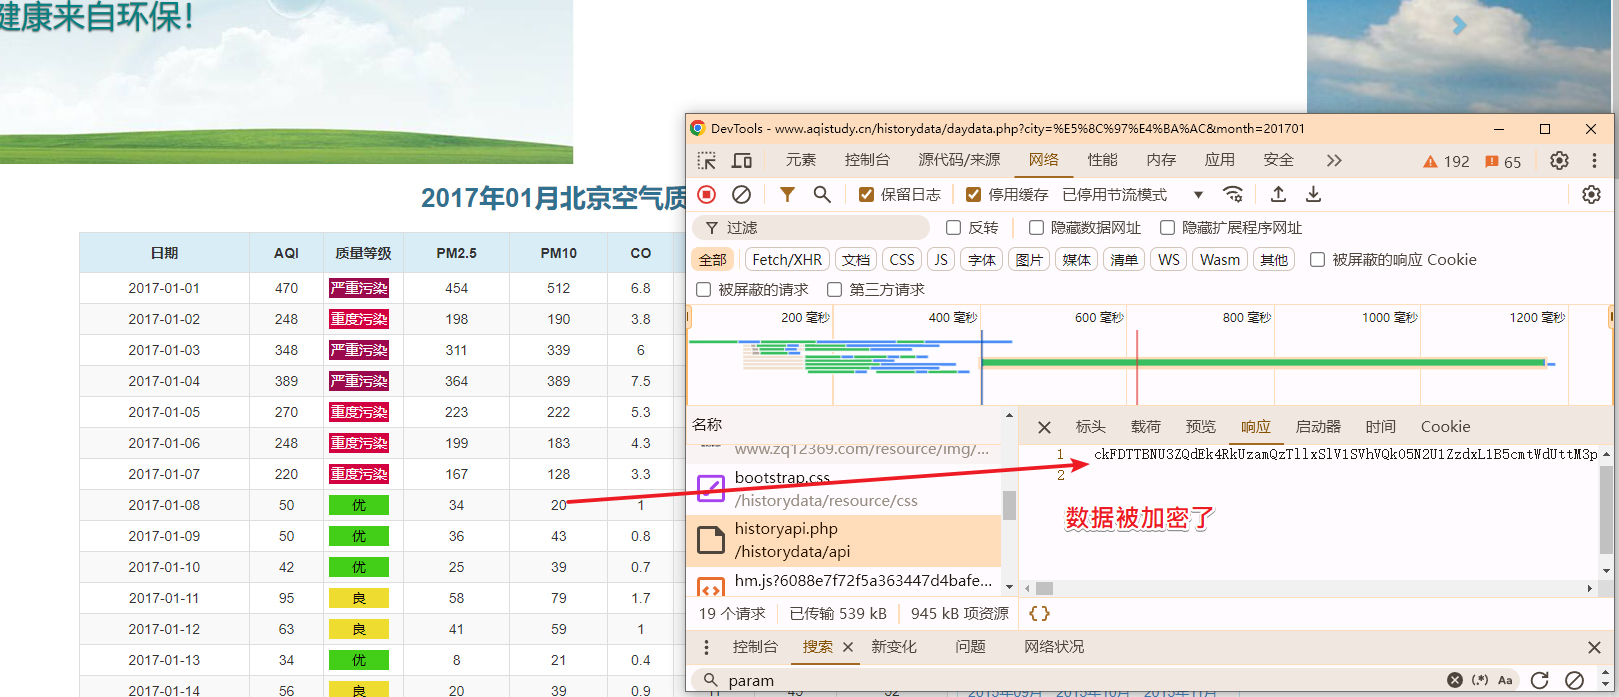 健康来自环保!
2017年01月北京空气质
日期 AQI 质量等级 PM2.5 PM10 CO
2017-01-01 470 严重污染 454 512 6.8
2017-01-02 248 重度污染 198 190 3.8
2017-01-03 348 严重污染 311 339 6
2017-01-04 389 严重污染 364 389 7.5
2017-01-05 270 重度污染 223 222 5.3
2017-01-06 248 重度污染 199 183 4.3
2017-01-07 220 重度污染 167 128 3.3
2017-01-08 50 优 34 20 1
2017-01-09 50 优 36 43 0.8
2017-01-10 42 优 25 39 0.7
2017-01-11 95 良 58 79 1.7
2017-01-12 63 良 41 59 1
2017-01-13 34 优 8 21 0.4
2017-01-14 56 良 20 39 0.9
DevTools - www.aqistudy.cn/historydata/daydata.php?city=%E5%8C%97%E4%BA%AC&month=201701
元素 控制台 源代码/来源 网络 性能 内存 应用 安全 192 65
保留日志 停用缓存 已停用节流模式
过滤 反转 隐藏数据网址 隐藏扩展程序网址
全部 Fetch/XHR 文档 CSS JS 字体 图片 媒体 清单 WS Wasm 其他 被屏蔽的响应 Cookie
被屏蔽的请求 第三方请求
200 毫秒 400 毫秒 600 毫秒 800 毫秒 1000 毫秒 1200 毫秒
名称
www.zq12369.com/resource/img/...
bootstrap.css
/historydata/resource/css
historyapi.php
/historydata/api
hm.js?6088e7f72f5a363447d4bafe...
19 个请求 已传输 539 kB 945 kB 项资源
标头 载荷 预览 响应 启动器 时间 Cookie
1 ckFDTTBNU3ZQdEk4RkUzamQzTllxSlV1SVhVQk05N2U1ZzdxL1B5cmtWdUttM3p
2
数据被加密了
控制台 搜索 新变化 问题 网络状况
param (.*) Aa